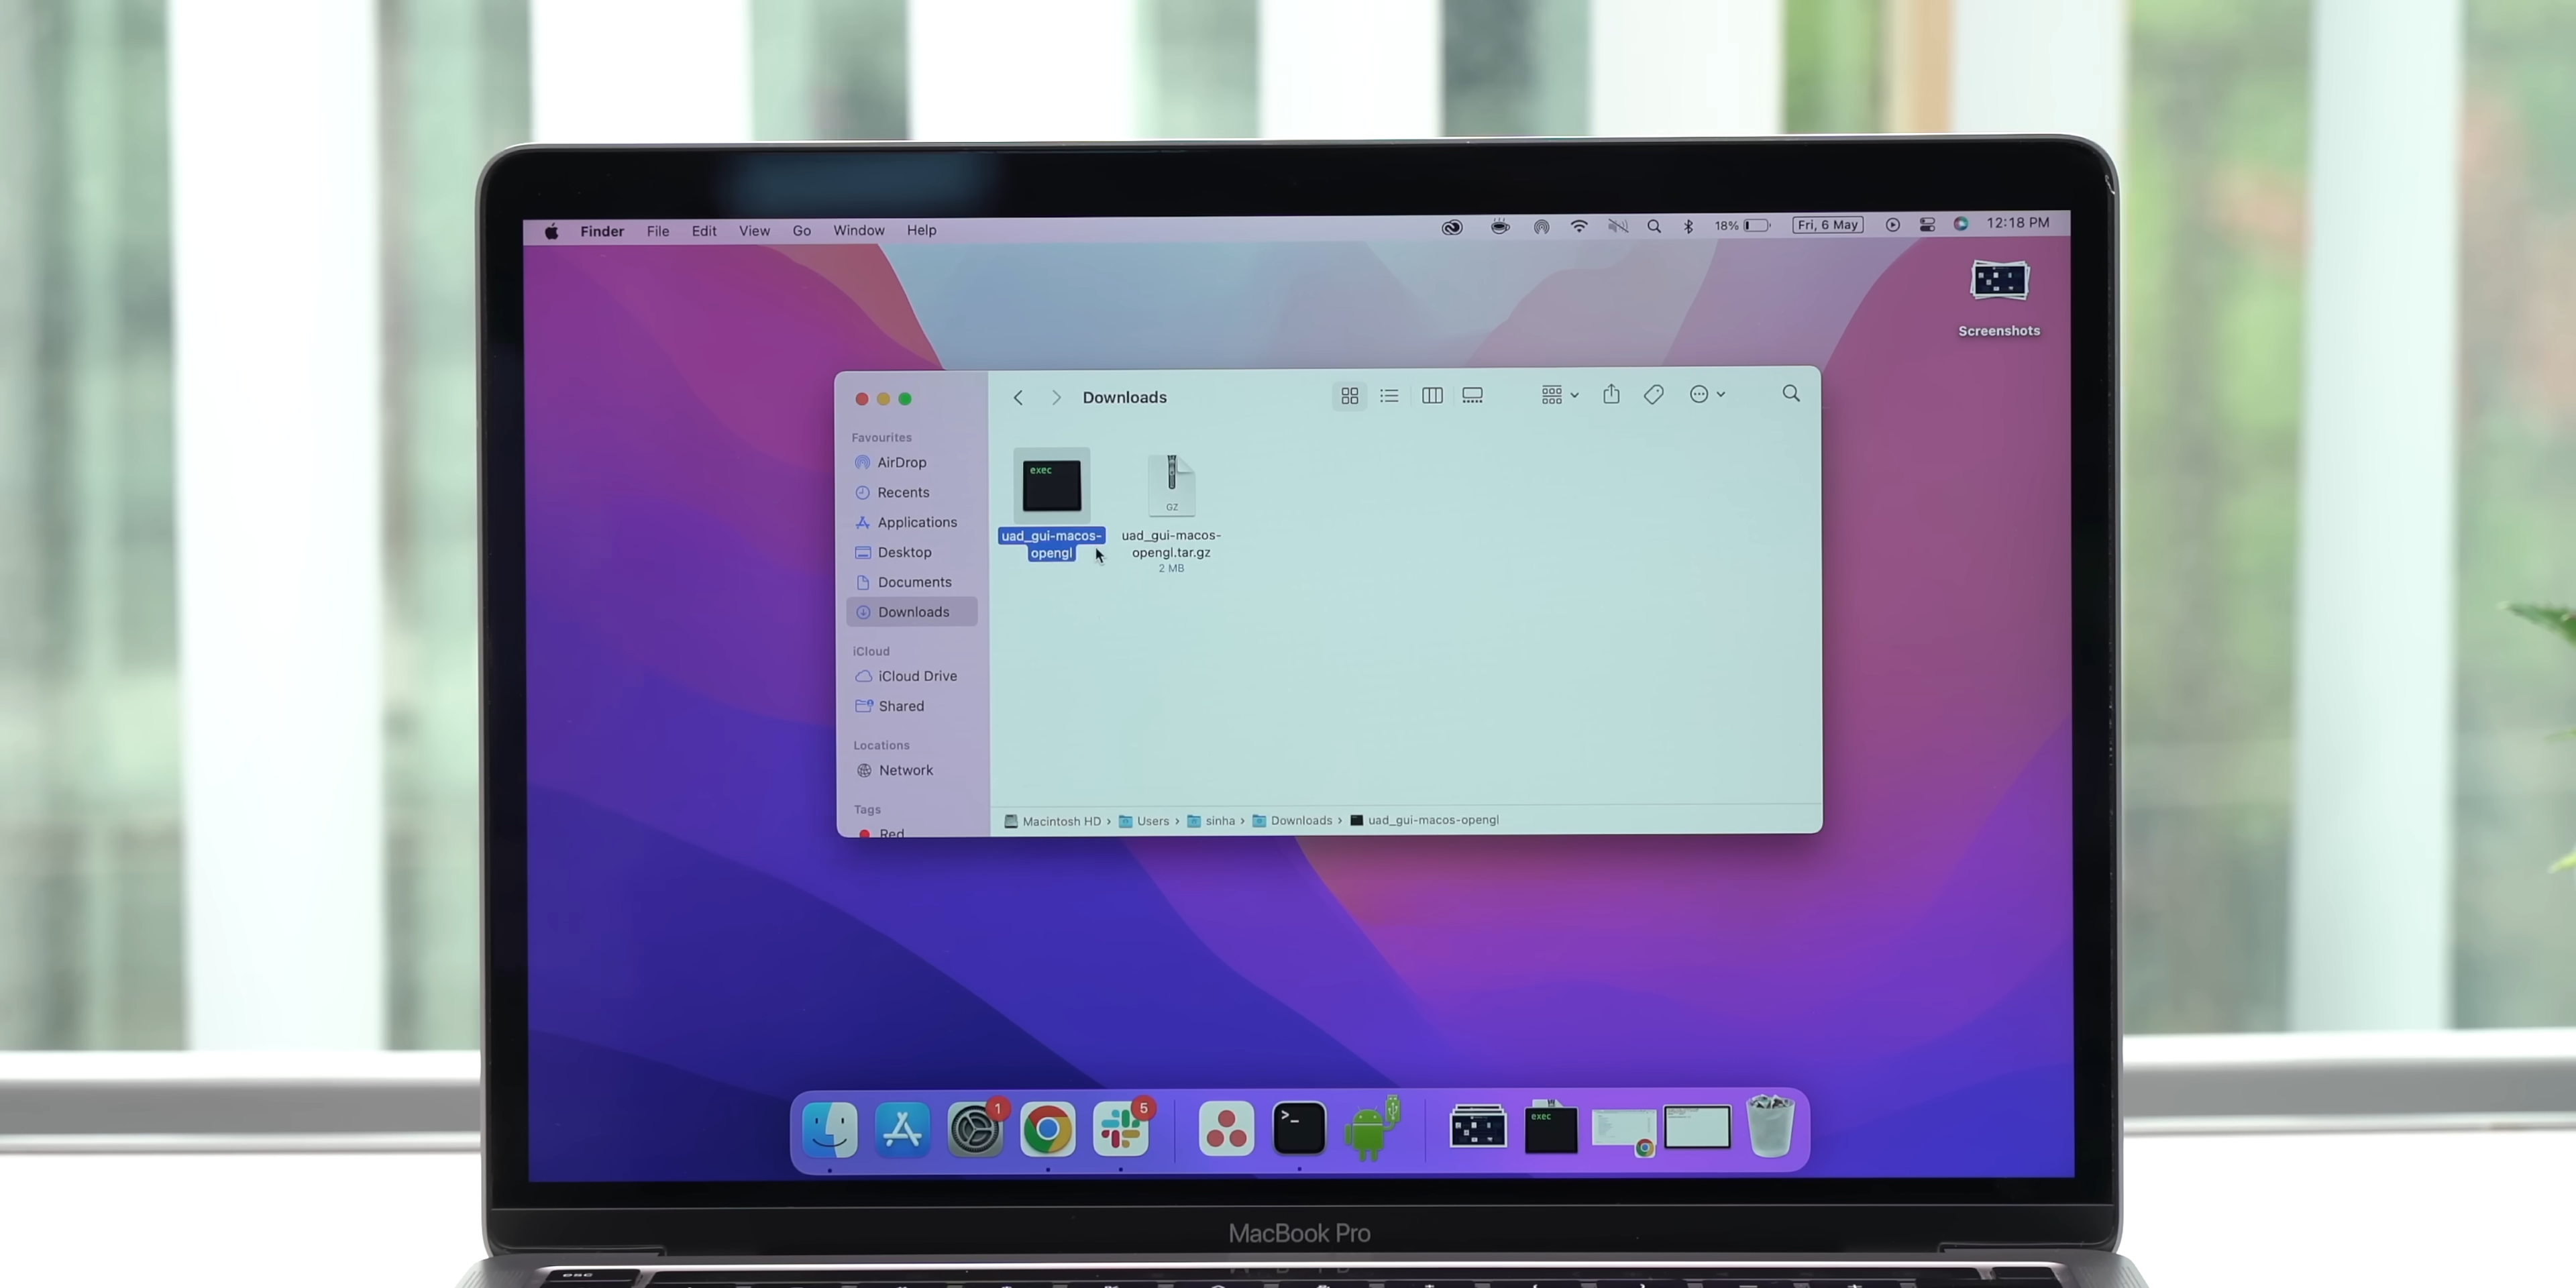 Finder File Edit View Go Window Help 18% Fri, 6 May 12:18 PM
Screenshots
Downloads
Favourites
AirDrop
Recents
Applications
Desktop
Documents
Downloads
iCloud
iCloud Drive
Shared
Locations
Network
Tags
Red
exec
uad_gui-macos-
opengl
GZ
uad_gui-macos-
opengl.tar.gz
2 MB
Macintosh HD › Users › sinha › Downloads › uad_gui-macos-opengl
1
5
>_
exec
MacBook Pro
esc